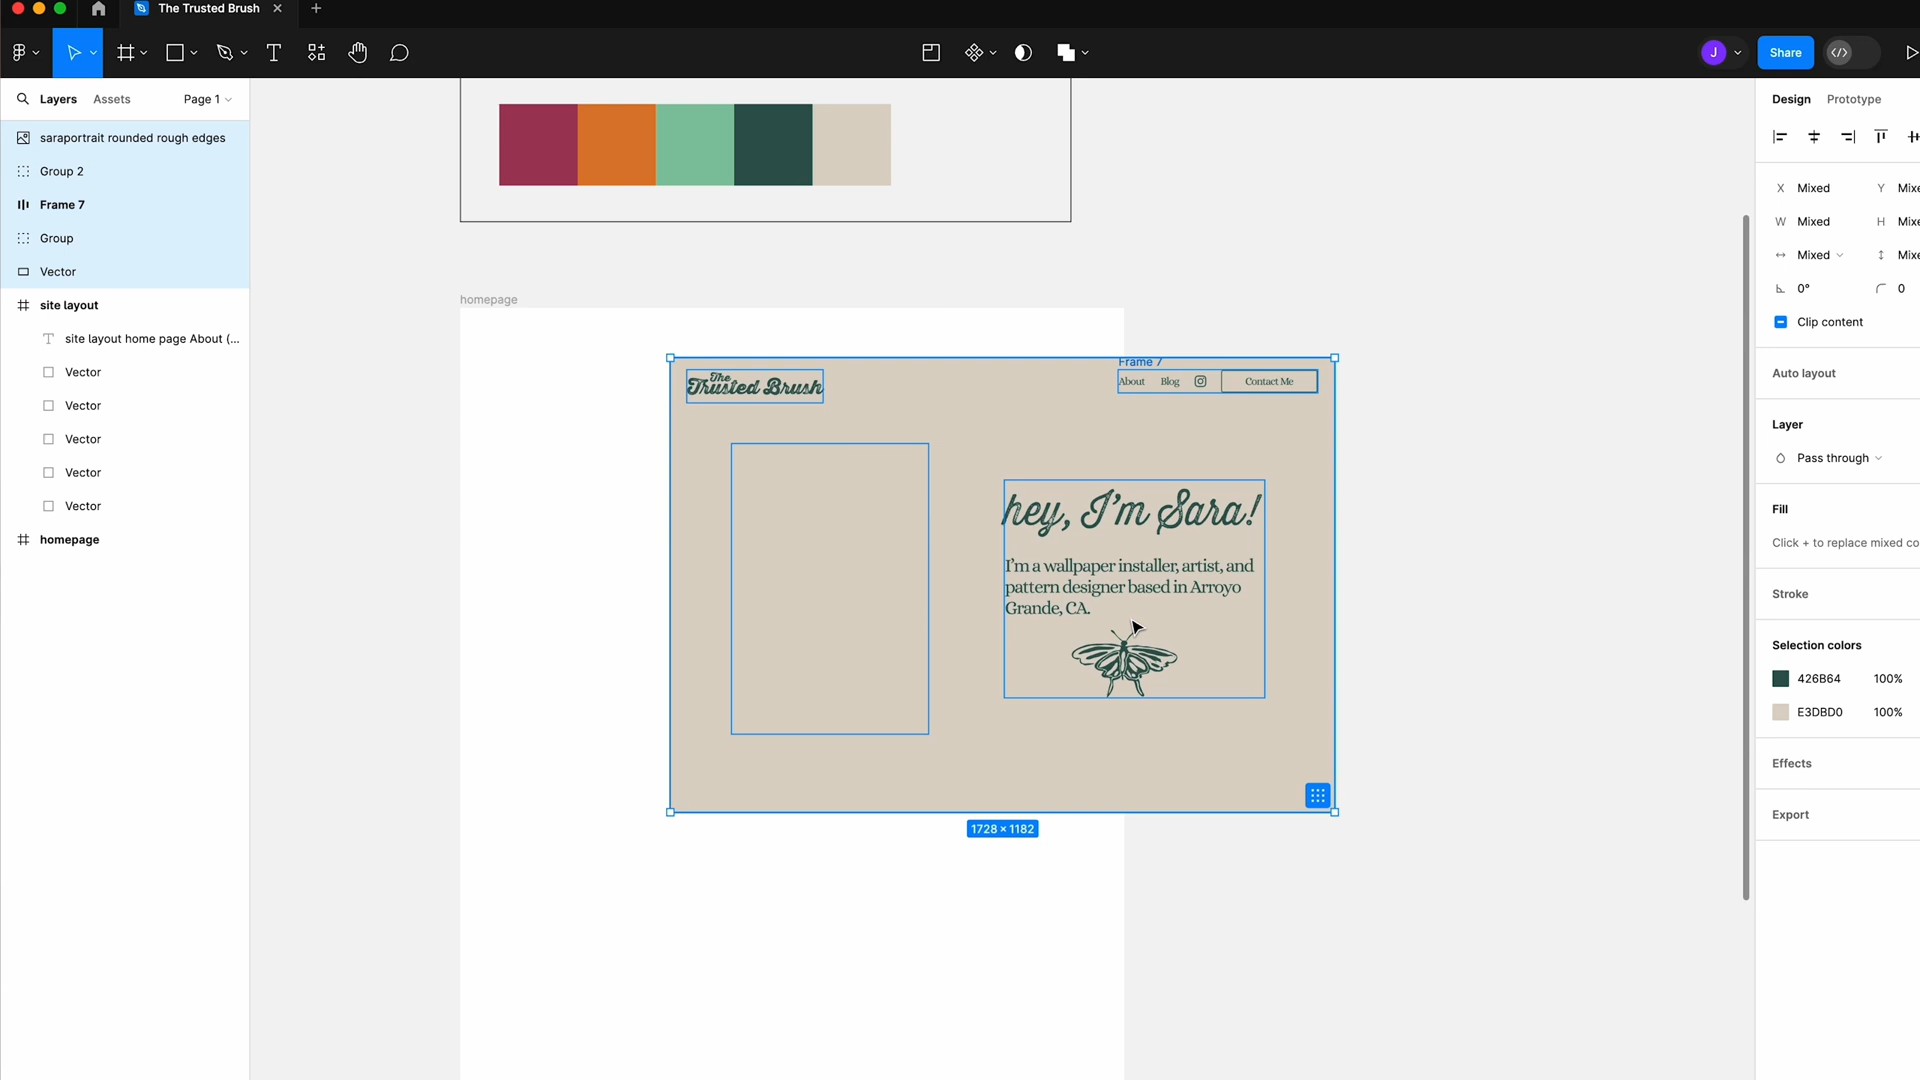 The Trusted Brush
Share
Layers
Assets
Page 1
saraportrait rounded rough edges
Group 2
Frame 7
Group
Vector
site layout
site layout home page About (...
Vector
Vector
Vector
Vector
Vector
homepage
homepage
Frame 7
The
Trusted Brush
About
Blog
Contact Me
hey, I'm Sara!
I'm a wallpaper installer, artist, and
pattern designer based in Arroyo
Grande, CA.
1728 × 1182
J
Design
Prototype
X Mixed Y Mixe
W Mixed H Mixe
Mixed Mixe
0° 0
Clip content
Auto layout
Layer
Pass through
Fill
Click + to replace mixed co
Stroke
Selection colors
426B64 100%
E3DBD0 100%
Effects
Export